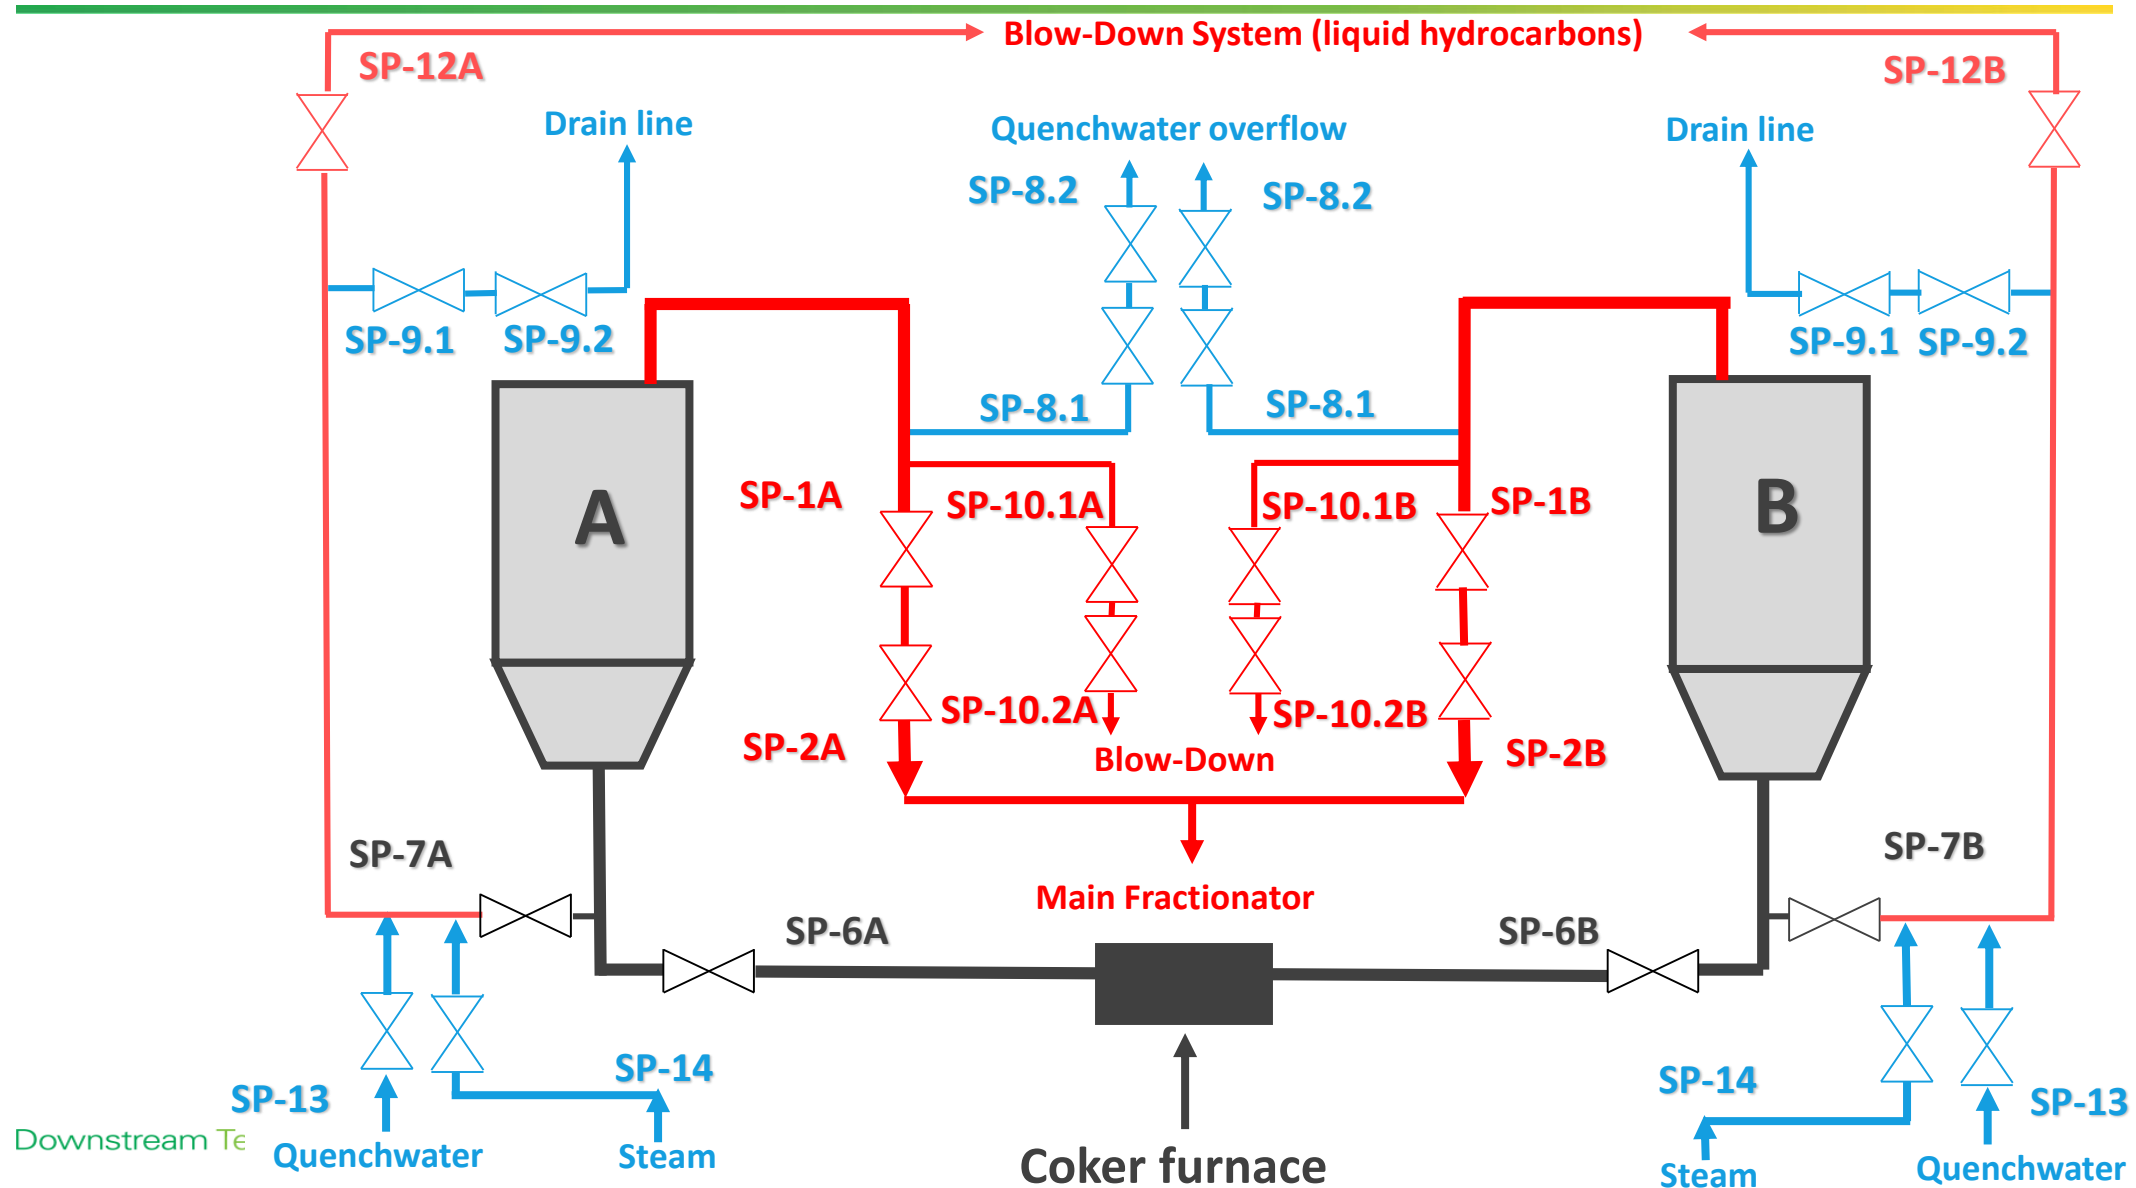 Blow-Down System (liquid hydrocarbons)
SP-12A
SP-12B
Drain line
Quenchwater overflow
Drain line
SP-8.2
SP-8.2
SP-9.1
SP-9.2
SP-9.1
SP-9.2
SP-8.1
SP-8.1
A
B
SP-1A
SP-10.1A
SP-10.1B
SP-1B
SP-10.2A
SP-10.2B
SP-2A
Blow-Down
SP-2B
SP-7A
SP-7B
Main Fractionator
SP-6A
SP-6B
SP-14
SP-13
SP-14
SP-13
Downstream Te
Quenchwater
Steam
Coker furnace
Steam
Quenchwater